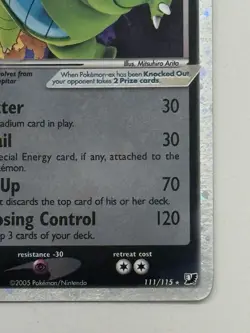 Illus. Mitsuhiro Arita
volves from
upitar
When Pokémon-ex has been Knocked Out
your opponent takes 2 Prize cards.
tter 30
adium card in play.
ail 30
ecial Energy card, if any, attached to the
kémon.
Up 70
t discards the top card of his or her deck.
osing Control 120
p 3 cards of your deck.
resistance -30 retreat cost
©2005 Pokémon/Nintendo 111/115 ★